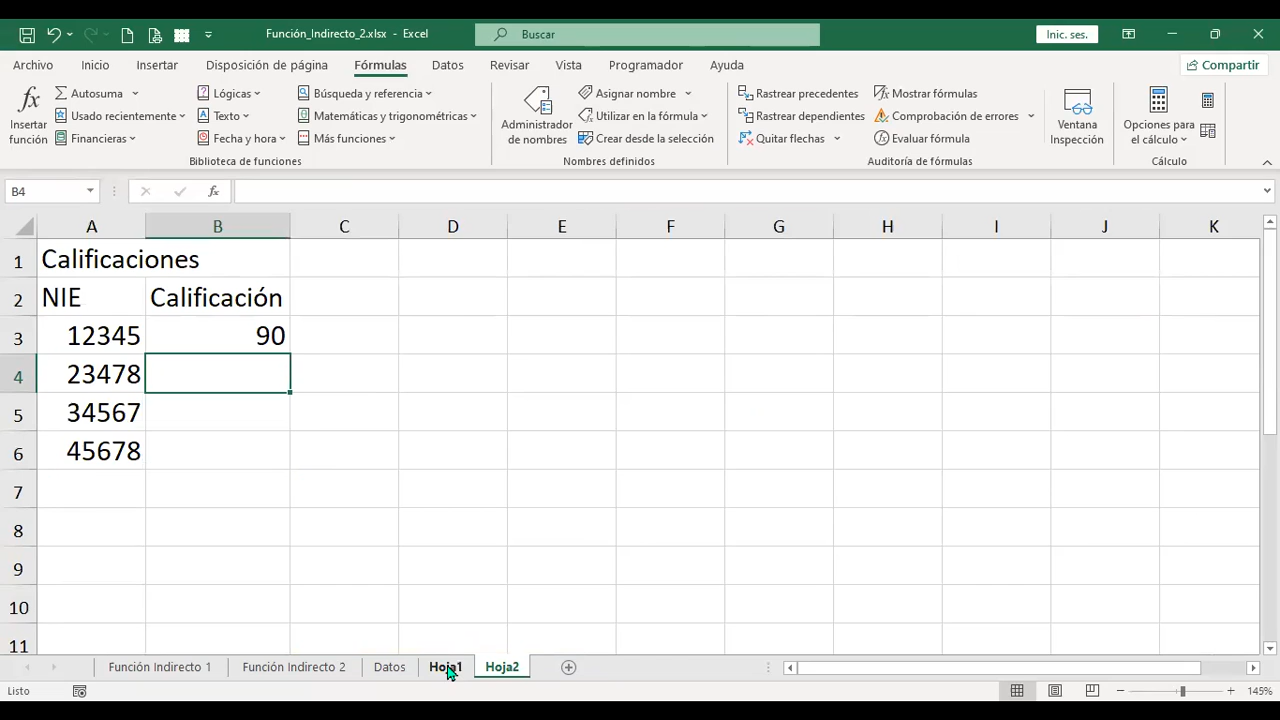 Función_Indirecto_2.xlsx - Excel
Buscar
Inic. ses.
Archivo Inicio Insertar Disposición de página Fórmulas Datos Revisar Vista Programador Ayuda Compartir
fx Insertar función
Autosuma
Usado recientemente
Financieras
Lógicas
Texto
Fecha y hora
Búsqueda y referencia
Matemáticas y trigonométricas
Más funciones
Biblioteca de funciones
Administrador de nombres
Asignar nombre
Utilizar en la fórmula
Crear desde la selección
Nombres definidos
Rastrear precedentes
Rastrear dependientes
Quitar flechas
Mostrar fórmulas
Comprobación de errores
Evaluar fórmula
Auditoría de fórmulas
Ventana Inspección
Opciones para el cálculo
Cálculo
B4 fx
A B C D E F G H I J K
1 Calificaciones
2 NIE Calificación
3 12345 90
4 23478
5 34567
6 45678
7
8
9
10
11
Función Indirecto 1 Función Indirecto 2 Datos Hoja1 Hoja2
Listo 145%